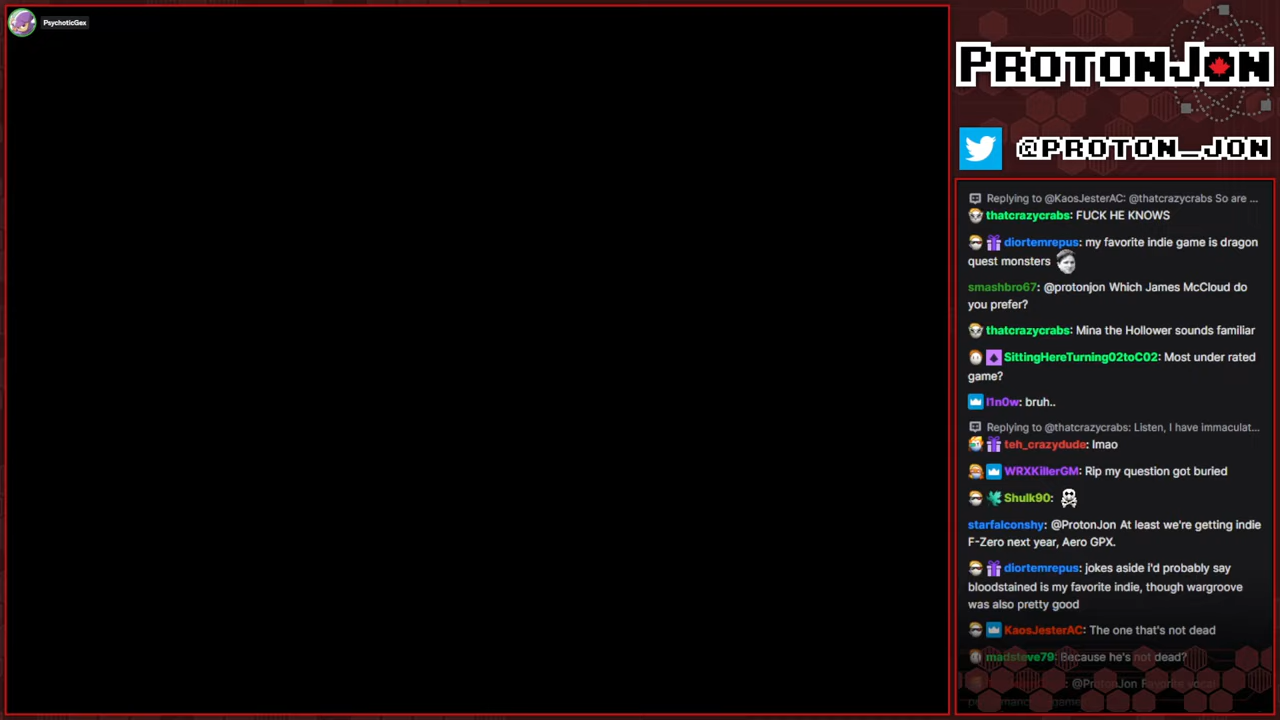 PsychoticGex
PROTONJON
@PROTON_JON
Replying to @KaosJesterAC: @thatcrazycrabs So are ...
thatcrazycrabs: FUCK HE KNOWS
diortemrepus: my favorite indie game is dragon
quest monsters
smashbro67: @protonjon Which James McCloud do
you prefer?
thatcrazycrabs: Mina the Hollower sounds familiar
SittingHereTurning02toC02: Most under rated
game?
l1n0w: bruh..
Replying to @thatcrazycrabs: Listen, I have immaculat...
teh_crazydude: lmao
WRXKillerGM: Rip my question got buried
Shulk90:
starfalconshy: @ProtonJon At least we're getting indie
F-Zero next year, Aero GPX.
diortemrepus: jokes aside i'd probably say
bloodstained is my favorite indie, though wargroove
was also pretty good
KaosJesterAC: The one that's not dead
madsteve79: Because he's not dead?
@ProtonJon Favorite vocal